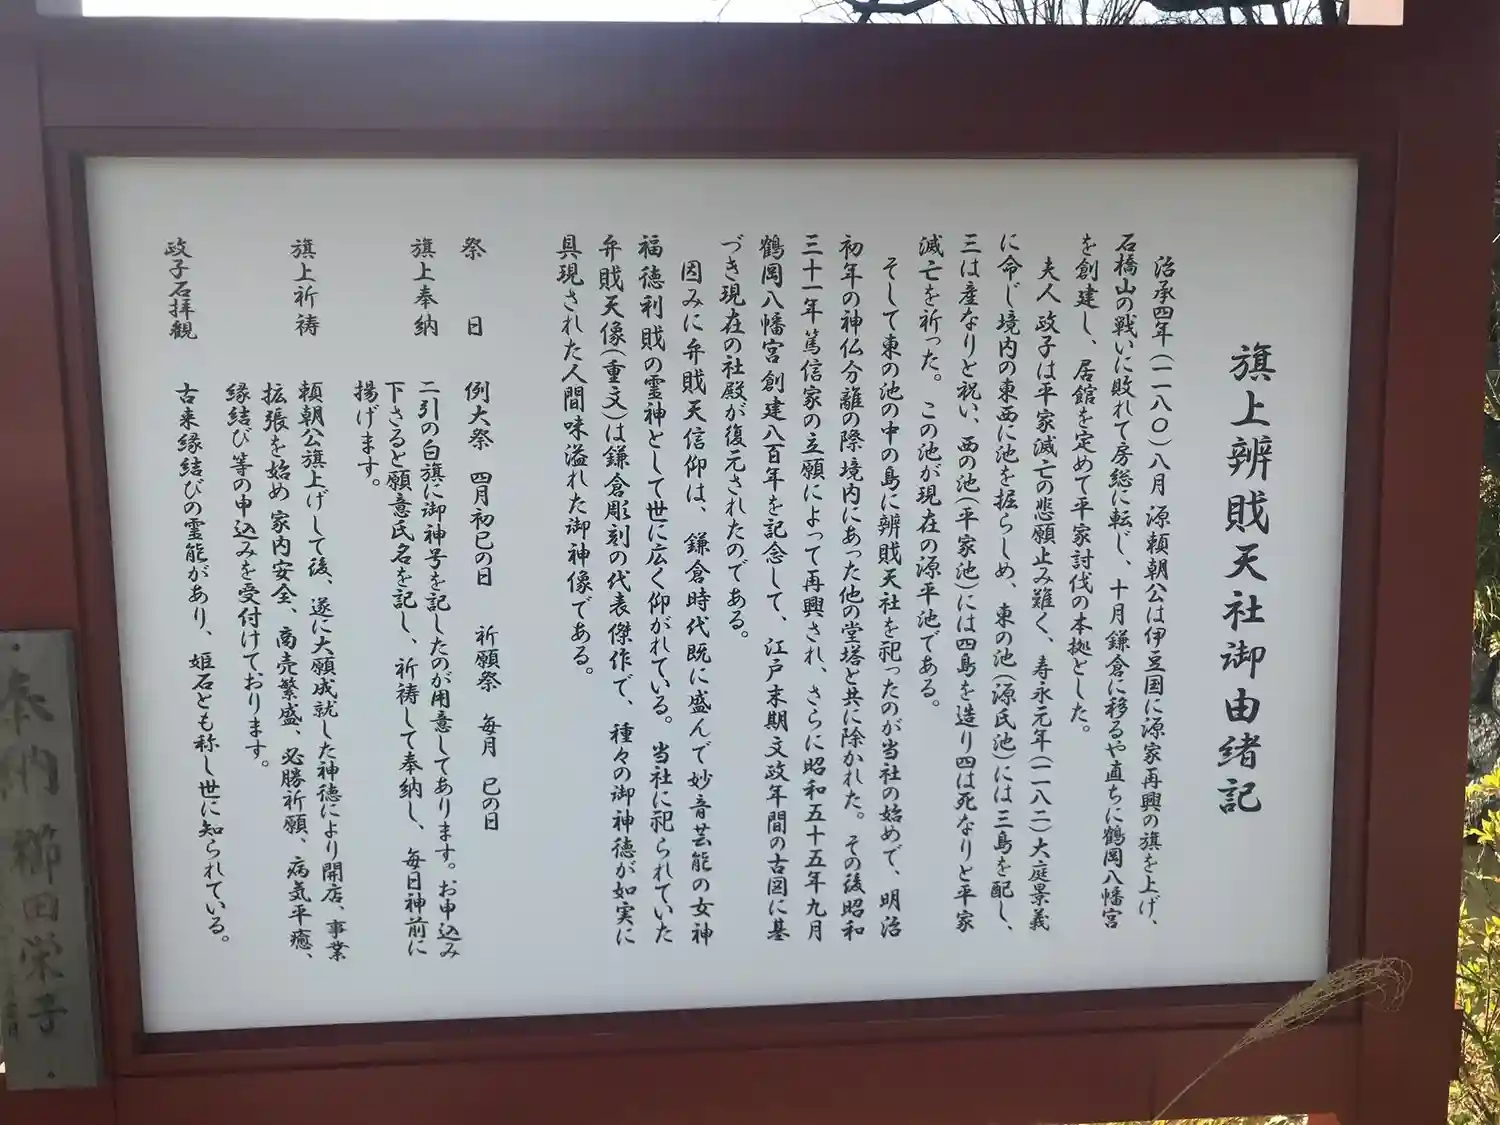 旗上辨財天社御由緒記
治承四年(一一八〇)八月 源頼朝公は伊豆国に源家再興の旗を上げ、
石橋山の戦いに敗れて房総に転じ、十月鎌倉に移るや直ちに鶴岡八幡宮
を創建し、居館を定めて平家討伐の本拠とした。
夫人政子は平家滅亡の悲願止み難く、寿永元年(一一八二)大庭景義
に命じ境内の東西に池を掘らしめ、東の池(源氏池)には三島を配し、
三は産なりと祝い、西の池(平家池)には四島を造り四は死なりと平家
滅亡を祈った。この池が現在の源平池である。
そして東の池の中の島に辨財天社を祀ったのが当社の始めで、明治
初年の神仏分離の際境内にあった他の堂塔と共に除かれた。その後昭和
三十一年篤信家の立願によって再興され、さらに昭和五十五年九月
鶴岡八幡宮創建八百年を記念して、江戸末期文政年間の古図に基
づき現在の社殿が復元されたのである。
因みに弁財天信仰は、鎌倉時代既に盛んで妙音芸能の女神
福徳利財の霊神として世に広く仰がれている。当社に祀られていた
弁財天像(重文)は鎌倉彫刻の代表傑作で、種々の御神徳が如実に
具現された人間味溢れた御神像である。
祭日 例大祭 四月初巳の日 祈願祭 毎月 巳の日
旗上奉納 二引の白旗に御神号を記したのが用意してあります。お申込み
下さると願意氏名を記し、祈祷して奉納し、毎日神前に
揚げます。
旗上祈祷 頼朝公旗上げして後、遂に大願成就した神徳により開店、事業
拡張を始め家内安全、商売繁盛、必勝祈願、病気平癒、
縁結び等の申込みを受付けております。
政子石拝観 古来縁結びの霊能があり、姫石とも称し世に知られている。
奉納 櫛田栄子